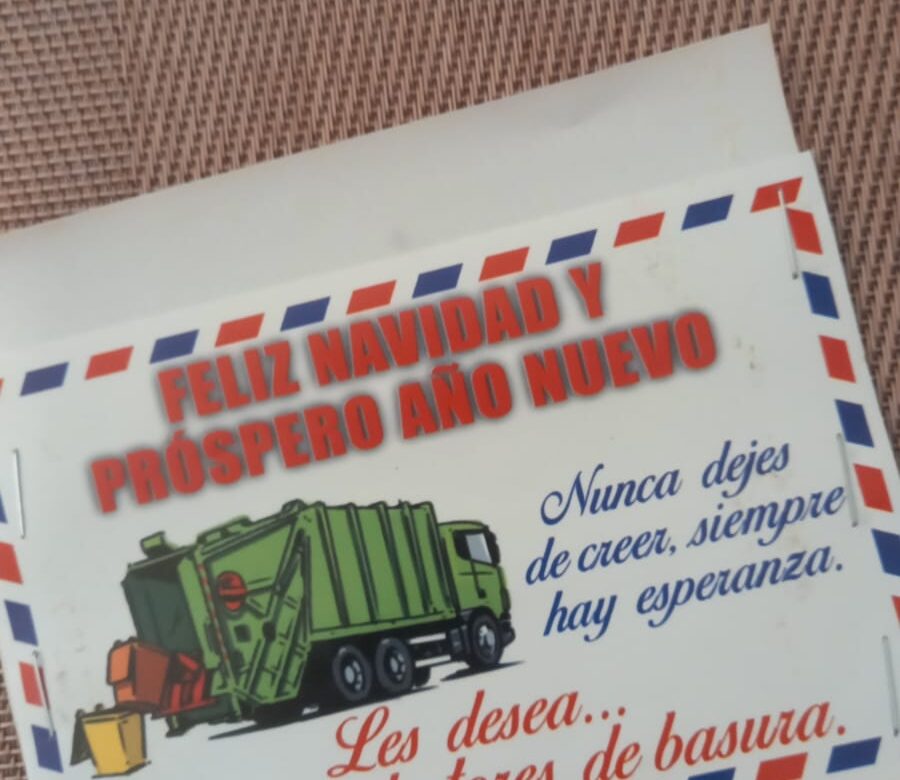 FELIZ NAVIDAD Y
PRÓSPERO AÑO NUEVO
Nunca dejes
de creer, siempre
hay esperanza.
Les desea...
de basura.